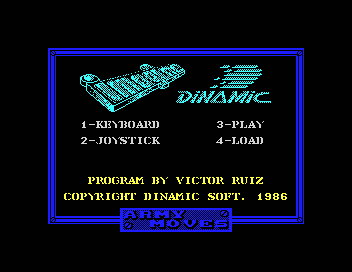 DINAMIC
1-KEYBOARD 3-PLAY
2-JOYSTICK 4-LOAD
PROGRAM BY VICTOR RUIZ
COPYRIGHT DINAMIC SOFT. 1986
ARMY
MOVES